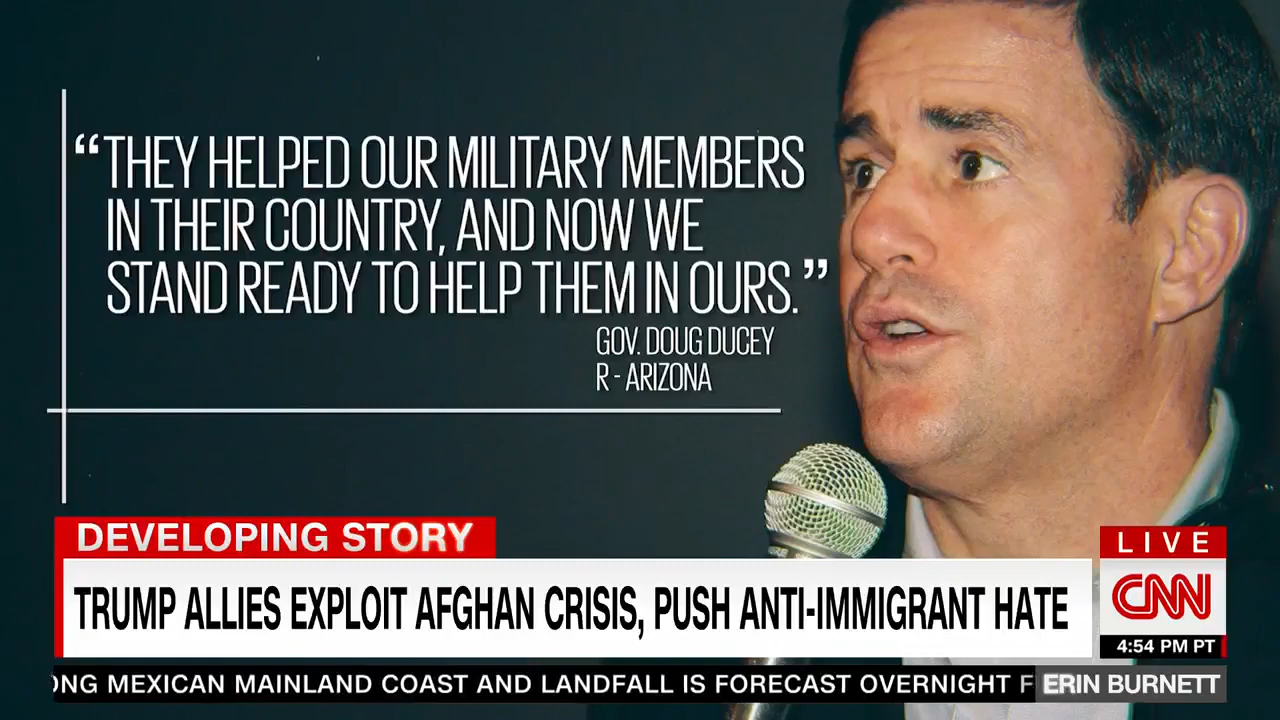 “THEY HELPED OUR MILITARY MEMBERS
IN THEIR COUNTRY, AND NOW WE
STAND READY TO HELP THEM IN OURS.”
GOV. DOUG DUCEY
R - ARIZONA
DEVELOPING STORY
TRUMP ALLIES EXPLOIT AFGHAN CRISIS, PUSH ANTI-IMMIGRANT HATE
LIVE
CNN
4:54 PM PT
MEXICAN MAINLAND COAST AND LANDFALL IS FORECAST OVERNIGHT
ERIN BURNETT